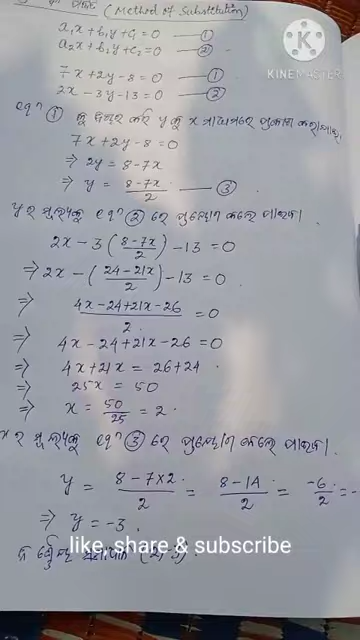 (Method of Substitution)
a₁x + b₁y + c₁ = 0 — ①
a₂x + b₂y + c₂ = 0 — ②
7x + 2y - 8 = 0 — ①
2x - 3y - 13 = 0 — ②
KINEMASTER
eqⁿ ① କୁ କରି y କୁ x ମାଧ୍ୟମରେ ପ୍ରକାଶ କରାଯାଇ
7x + 2y - 8 = 0
⇒ 2y = 8 - 7x
⇒ y = (8 - 7x)/2 — ③
y ର ମୂଲ୍ୟକୁ eqⁿ ② ରେ ପ୍ରୟୋଗ କଲେ ପାଇବା
2x - 3 ((8 - 7x)/2) - 13 = 0
⇒ 2x - ((24 - 21x)/2) - 13 = 0
⇒ (4x - 24 + 21x - 26)/2 = 0
⇒ 4x - 24 + 21x - 26 = 0
⇒ 4x + 21x = 26 + 24
⇒ 25x = 50
⇒ x = 50/25 = 2
x ର ମୂଲ୍ୟକୁ eqⁿ ③ ରେ ପ୍ରୟୋଗ କଲେ ପାଇବା
y = (8 - 7×2)/2 = (8 - 14)/2 = -6/2 = -
⇒ y = -3
like, share & subscribe
(2, -3)